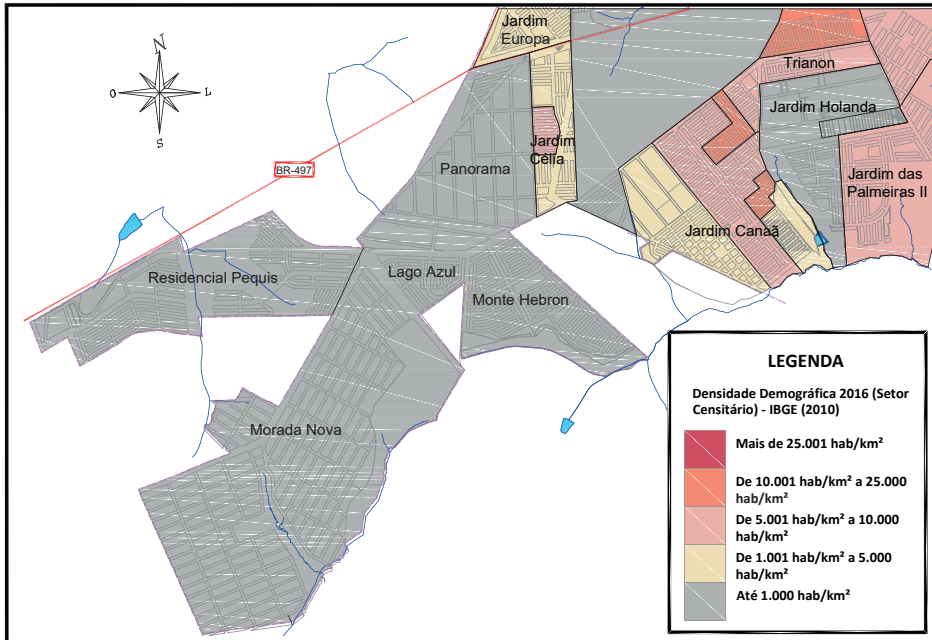 Jardim
Europa
N
O
L
S
Trianon
Jardim Holanda
Jardim
Célia
BR-497
Panorama
Jardim das
Palmeiras II
Jardim Canaã
Residencial Pequis
Lago Azul
Monte Hebron
Morada Nova
LEGENDA
Densidade Demográfica 2016 (Setor
Censitário) - IBGE (2010)
Mais de 25.001 hab/km²
De 10.001 hab/km² a 25.000
hab/km²
De 5.001 hab/km² a 10.000
hab/km²
De 1.001 hab/km² a 5.000
hab/km²
Até 1.000 hab/km²